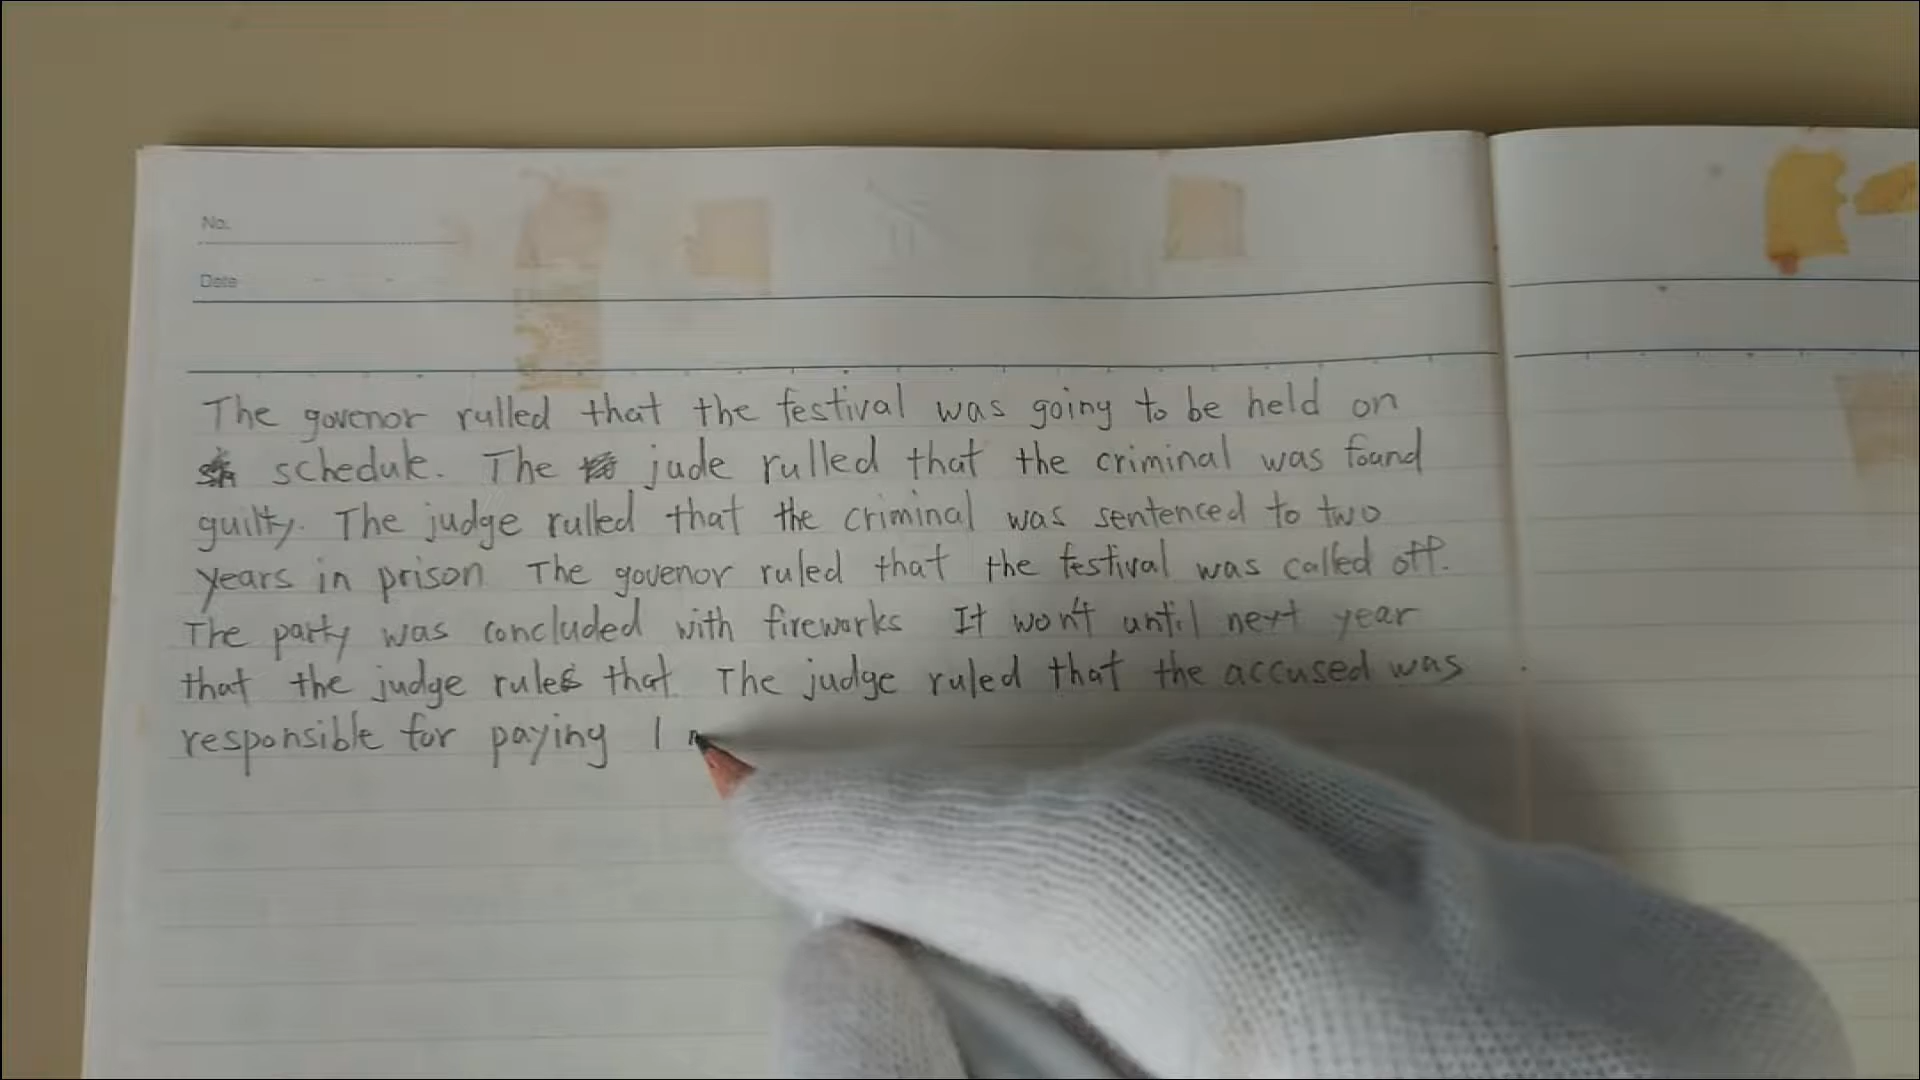 No.
Date
The govenor rulled that the festival was going to be held on
schedule. The jude rulled that the criminal was found
guilty. The judge rulled that the criminal was sentenced to two
years in prison The govenor ruled that the festival was called off.
The party was concluded with fireworks It won't until next year
that the judge rules that The judge ruled that the accused was
responsible for paying 1